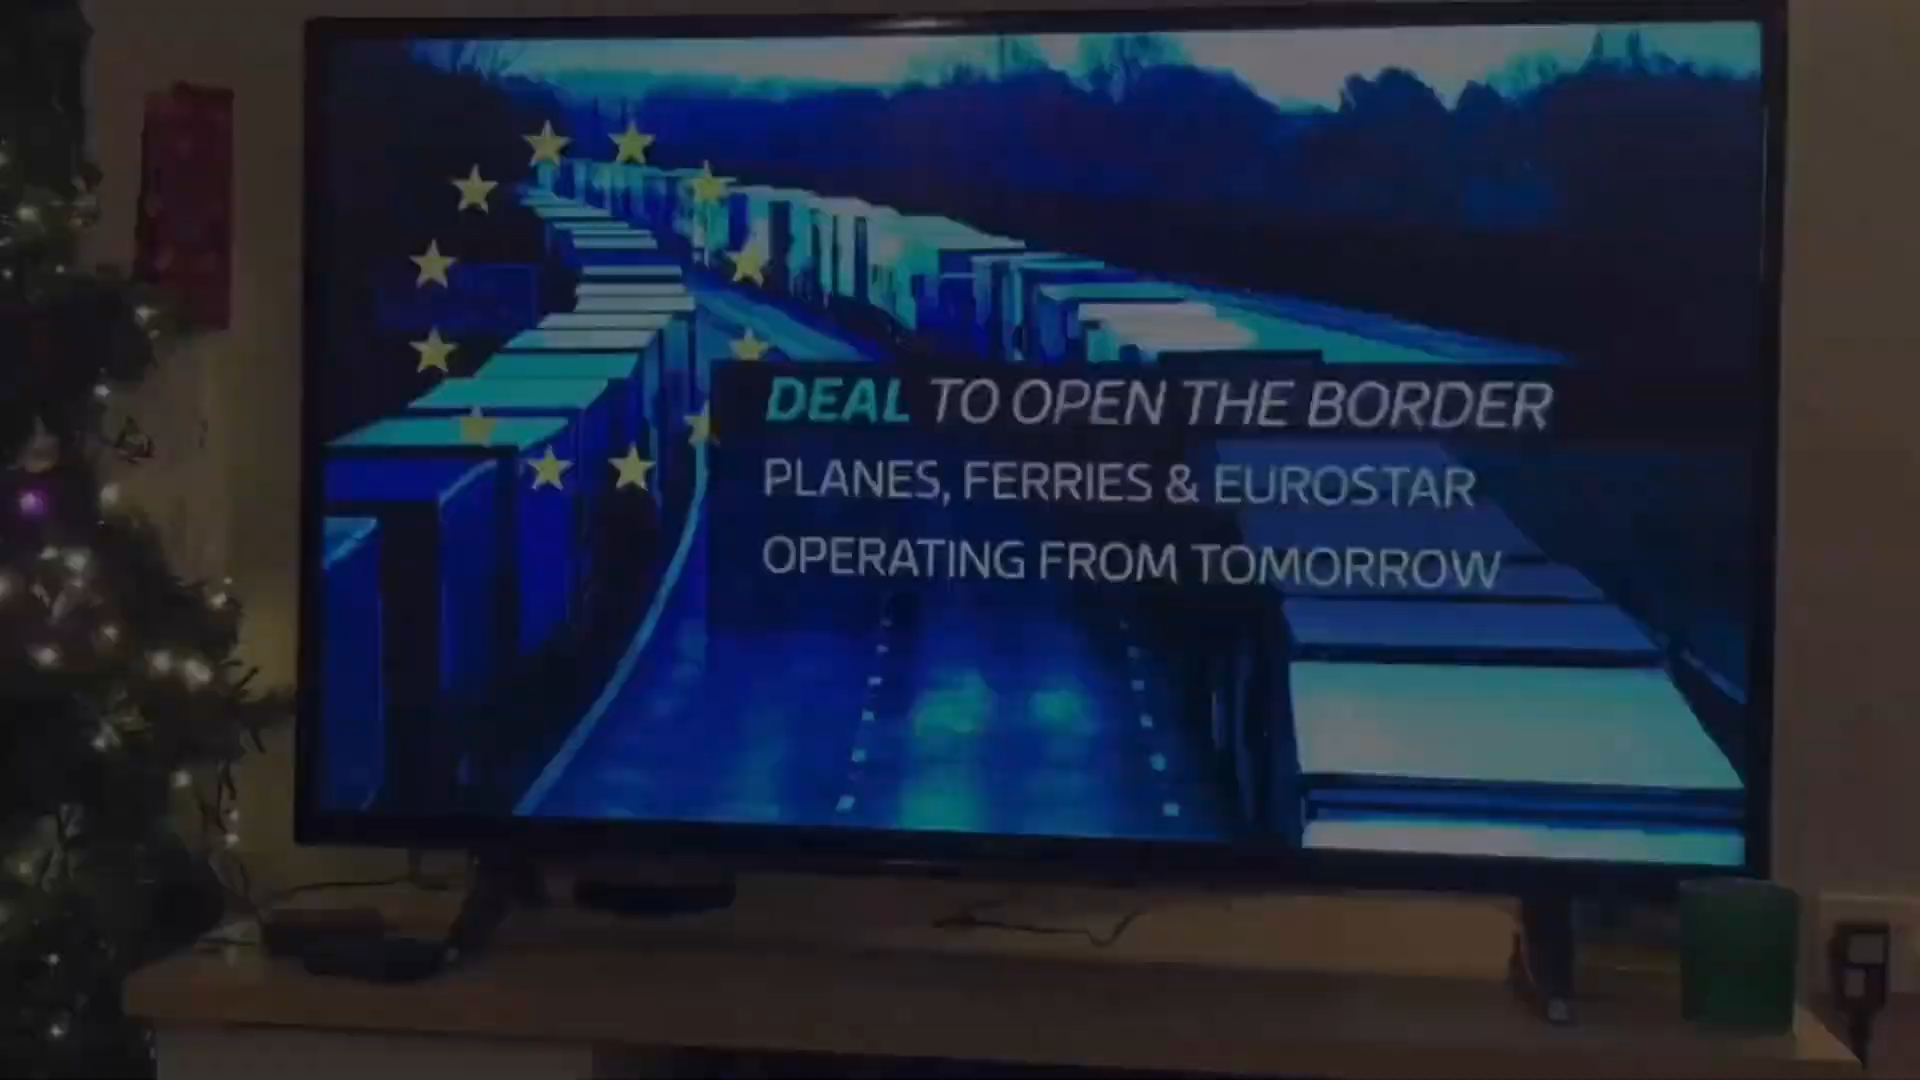 DEAL TO OPEN THE BORDER
PLANES, FERRIES & EUROSTAR
OPERATING FROM TOMORROW